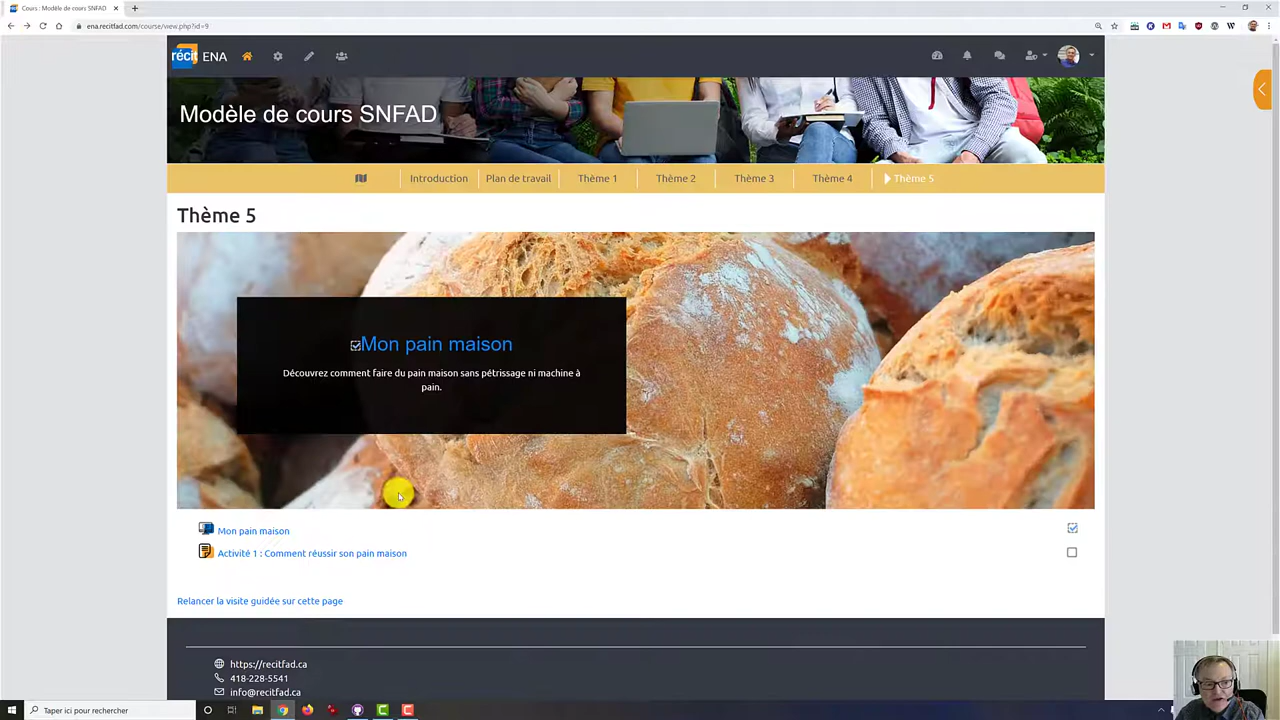 Cours : Modèle de cours SNFAD
ena.recitfad.com/course/view.php?id=9
récit ENA
Modèle de cours SNFAD
Introduction Plan de travail Thème 1 Thème 2 Thème 3 Thème 4 Thème 5
Thème 5
Mon pain maison
Découvrez comment faire du pain maison sans pétrissage ni machine à
pain.
Mon pain maison
Activité 1 : Comment réussir son pain maison
Relancer la visite guidée sur cette page
https://recitfad.ca
418-228-5541
info@recitfad.ca
Taper ici pour rechercher